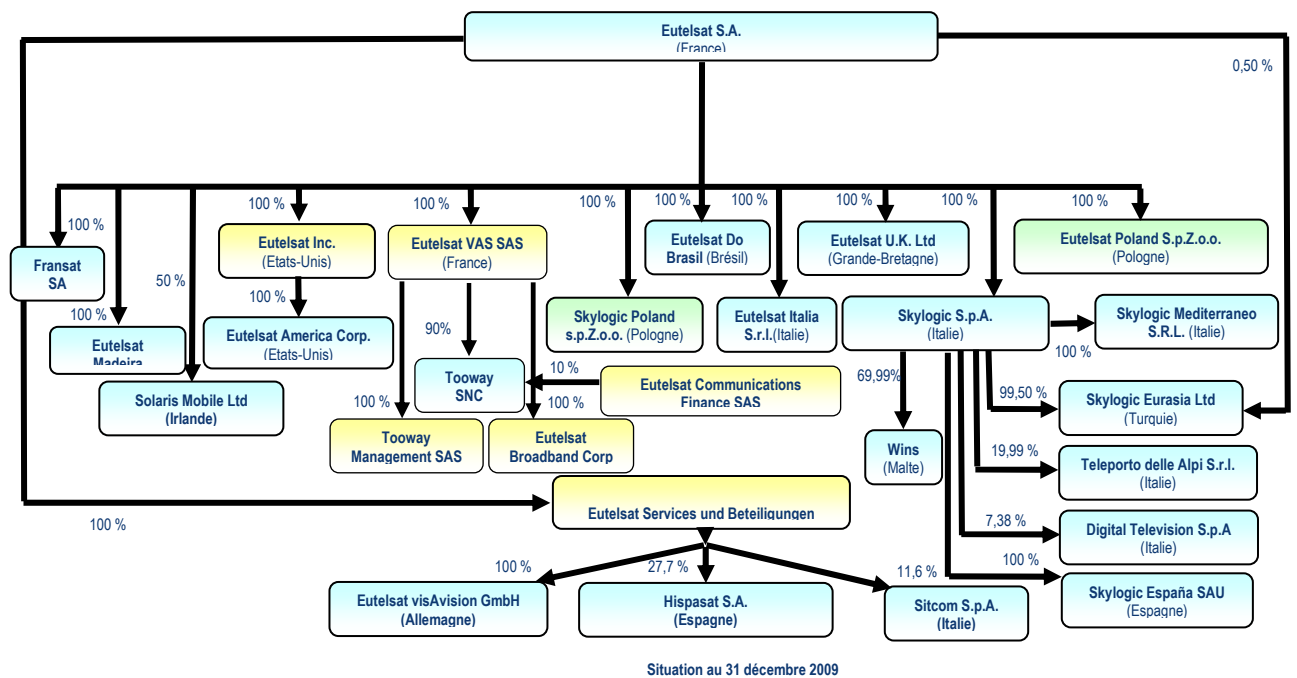 Eutelsat S.A.
(France)
0,50 %
100 %
100 %
100 %
100 %
100 %
100 %
100 %
100 %
100 %
Fransat
SA
Eutelsat Inc.
(Etats-Unis)
Eutelsat VAS SAS
(France)
Eutelsat Do
Brasil (Brésil)
Eutelsat U.K. Ltd
(Grande-Bretagne)
Eutelsat Poland S.p.Z.o.o.
(Pologne)
50 %
100 %
100 %
Eutelsat
Madeira
Eutelsat America Corp.
(Etats-Unis)
Skylogic Poland
s.p.Z.o.o. (Pologne)
Eutelsat Italia
S.r.l.(Italie)
Skylogic S.p.A.
(Italie)
Skylogic Mediterraneo
S.R.L. (Italie)
100 %
90%
Solaris Mobile Ltd
(Irlande)
Tooway
SNC
10 %
Eutelsat Communications
Finance SAS
69,99%
99,50 %
Skylogic Eurasia Ltd
(Turquie)
100 %
100 %
Tooway
Management SAS
Eutelsat
Broadband Corp
Wins
(Malte)
19,99 %
Teleporto delle Alpi S.r.l.
(Italie)
100 %
Eutelsat Services und Beteiligungen
7,38 %
Digital Television S.p.A
(Italie)
100 %
27,7 %
11,6 %
100 %
Eutelsat visAvision GmbH
(Allemagne)
Hispasat S.A.
(Espagne)
Sitcom S.p.A.
(Italie)
Skylogic España SAU
(Espagne)
Situation au 31 décembre 2009